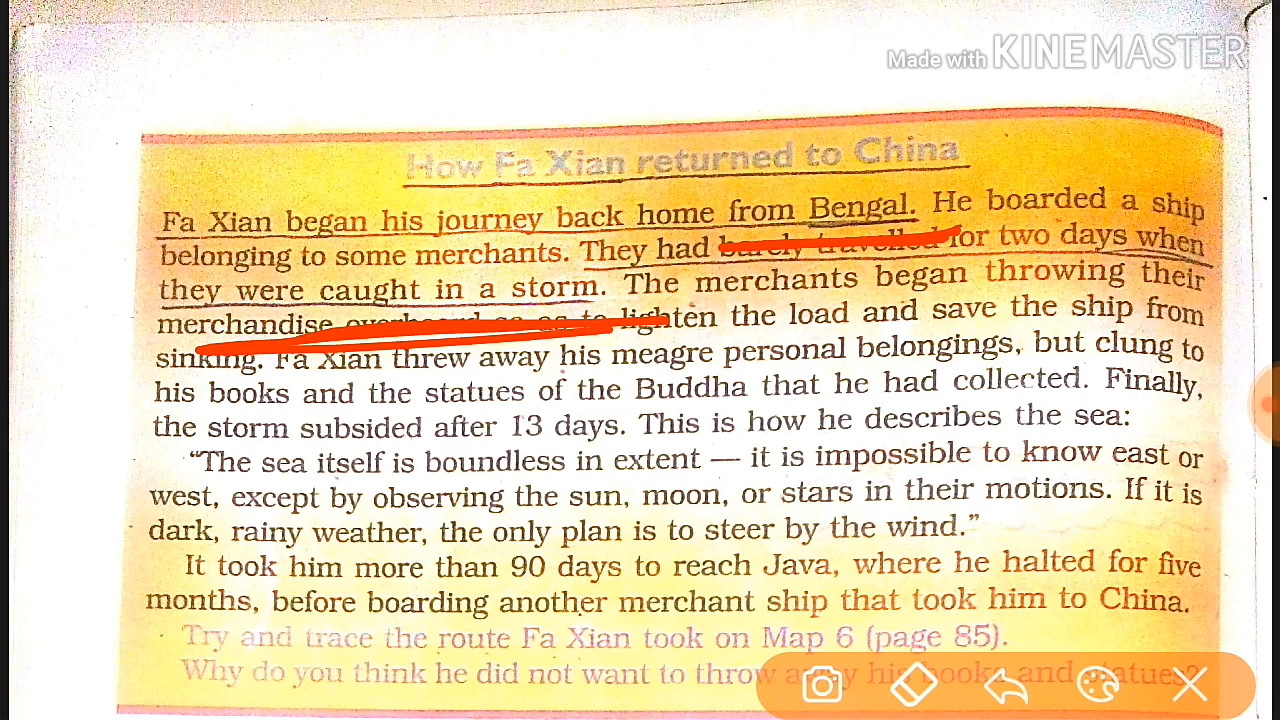 Made with KINEMASTER
How Fa Xian returned to China
Fa Xian began his journey back home from Bengal. He boarded a ship
belonging to some merchants. They had barely travelled for two days when
they were caught in a storm. The merchants began throwing their
merchandise overboard so as to lighten the load and save the ship from
sinking. Fa Xian threw away his meagre personal belongings, but clung to
his books and the statues of the Buddha that he had collected. Finally,
the storm subsided after 13 days. This is how he describes the sea:
“The sea itself is boundless in extent — it is impossible to know east or
west, except by observing the sun, moon, or stars in their motions. If it is
dark, rainy weather, the only plan is to steer by the wind.”
It took him more than 90 days to reach Java, where he halted for five
months, before boarding another merchant ship that took him to China.
Try and trace the route Fa Xian took on Map 6 (page 85).
Why do you think he did not want to throw away his books and statues?